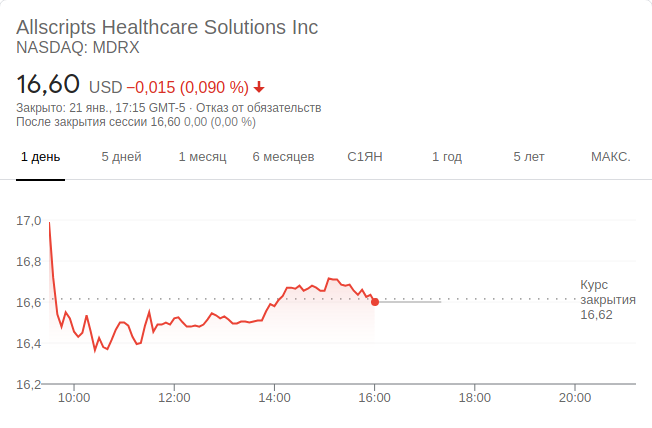 Allscripts Healthcare Solutions Inc
NASDAQ: MDRX
16,60 USD −0,015 (0,090 %)
Закрыто: 21 янв., 17:15 GMT-5 · Отказ от обязательств
После закрытия сессии 16,60 0,00 (0,00 %)
1 день 5 дней 1 месяц 6 месяцев С1ЯН 1 год 5 лет МАКС.
17,0
16,8
16,6
16,4
16,2
Курс
закрытия
16,62
10:00 12:00 14:00 16:00 18:00 20:00